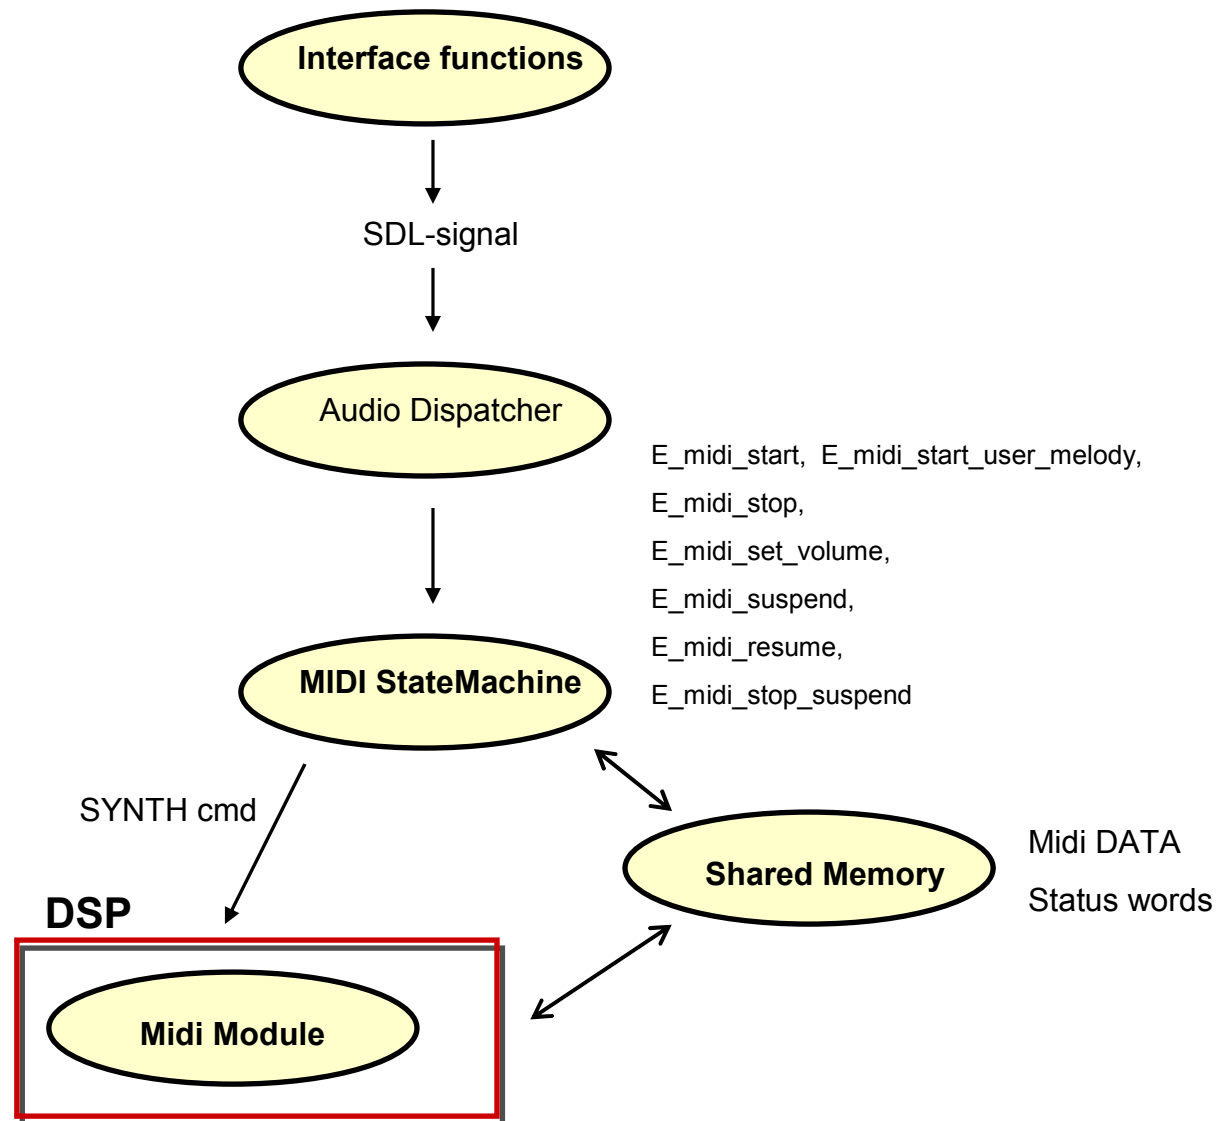 Interface functions
SDL-signal
Audio Dispatcher
E_midi_start, E_midi_start_user_melody,
E_midi_stop,
E_midi_set_volume,
E_midi_suspend,
E_midi_resume,
E_midi_stop_suspend
MIDI StateMachine
SYNTH cmd
Shared Memory
Midi DATA
Status words
DSP
Midi Module